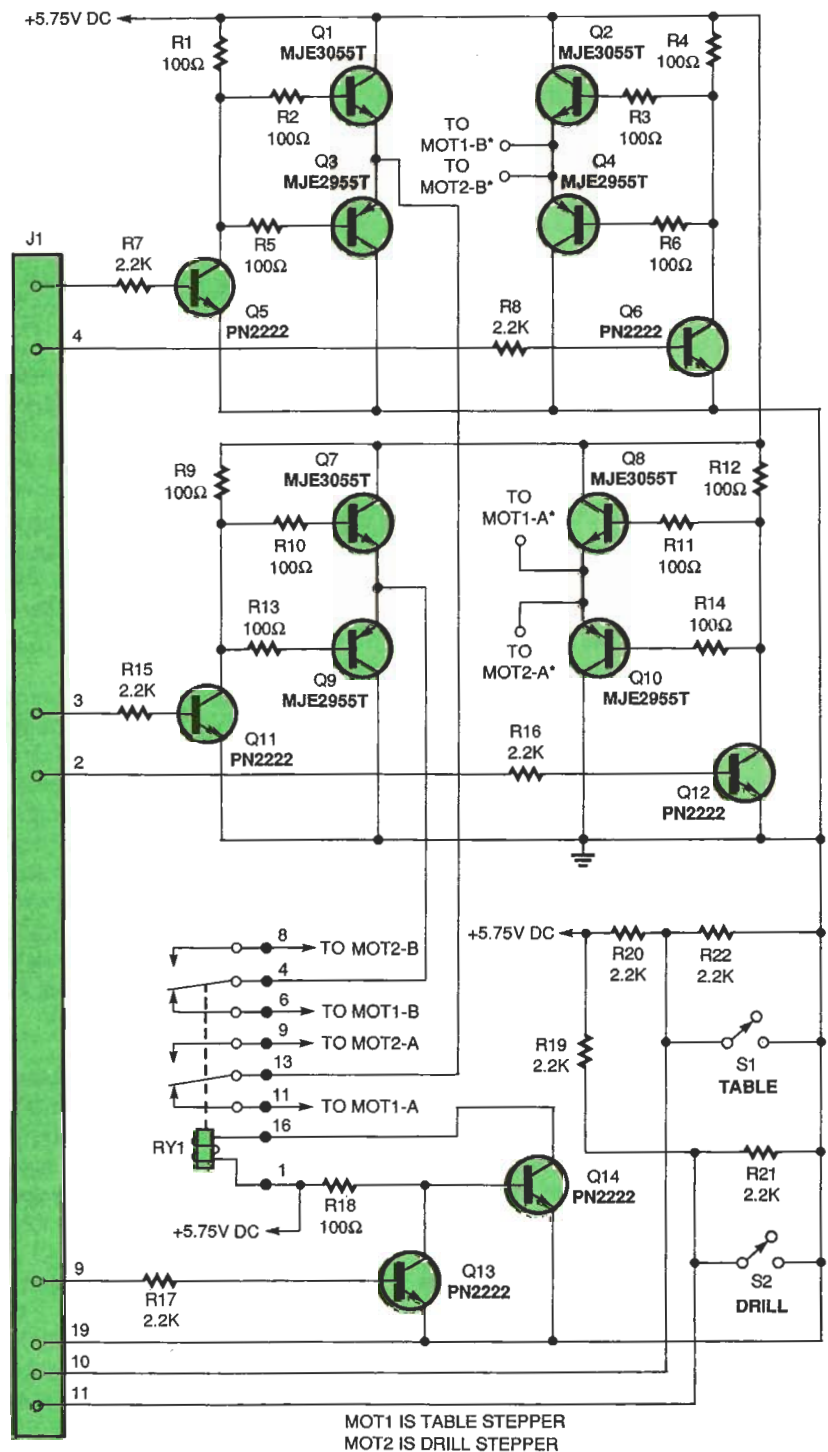 +5.75V DC
R1
100Ω
Q1
MJE3055T
Q2
MJE3055T
R4
100Ω
R2
100Ω
TO
MOT1-B*
TO
MOT2-B*
R3
100Ω
Q3
MJE2955T
Q4
MJE2955T
J1
R7
2.2K
R5
100Ω
R6
100Ω
Q5
PN2222
R8
2.2K
Q6
PN2222
4
R9
100Ω
Q7
MJE3055T
Q8
MJE3055T
R12
100Ω
R10
100Ω
TO
MOT1-A*
R11
100Ω
R13
100Ω
R14
100Ω
TO
MOT2-A*
R15
2.2K
Q9
MJE2955T
Q10
MJE2955T
3
Q11
PN2222
R16
2.2K
2
Q12
PN2222
8
TO MOT2-B
4
6
TO MOT1-B
9
TO MOT2-A
13
11
TO MOT1-A
16
RY1
1
+5.75V DC
R18
100Ω
Q14
PN2222
+5.75V DC
R20
2.2K
R22
2.2K
R19
2.2K
S1
TABLE
R21
2.2K
S2
DRILL
9
R17
2.2K
Q13
PN2222
19
10
11
MOT1 IS TABLE STEPPER
MOT2 IS DRILL STEPPER